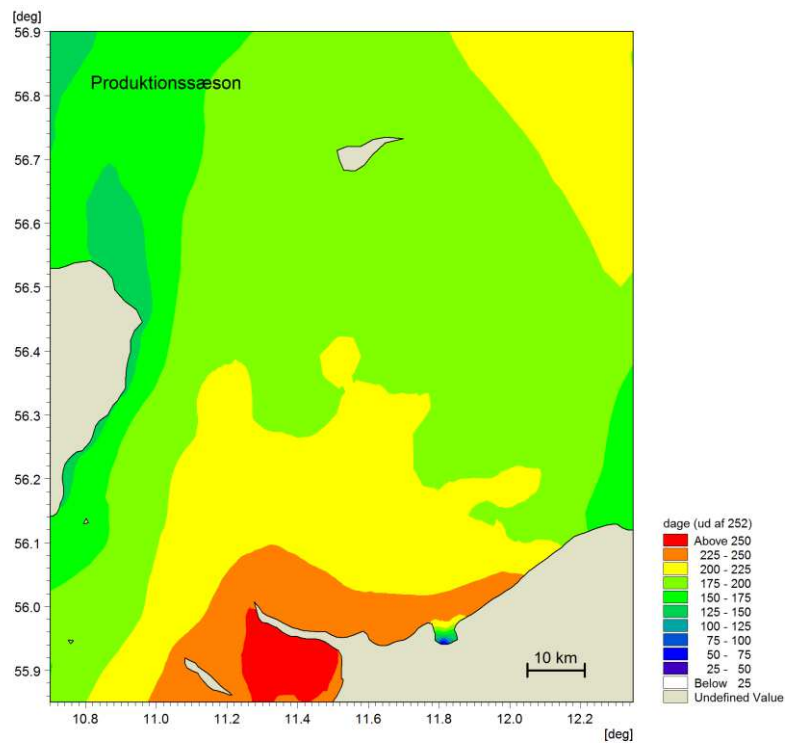 [deg]
56.9
Produktionssæson
56.8
56.7
56.6
56.5
56.4
56.3
56.2
56.1
56.0
55.9
10 km
10.8 11.0 11.2 11.4 11.6 11.8 12.0 12.2
[deg]
dage (ud af 252)
Above 250
225 - 250
200 - 225
175 - 200
150 - 175
125 - 150
100 - 125
75 - 100
50 - 75
25 - 50
Below 25
Undefined Value